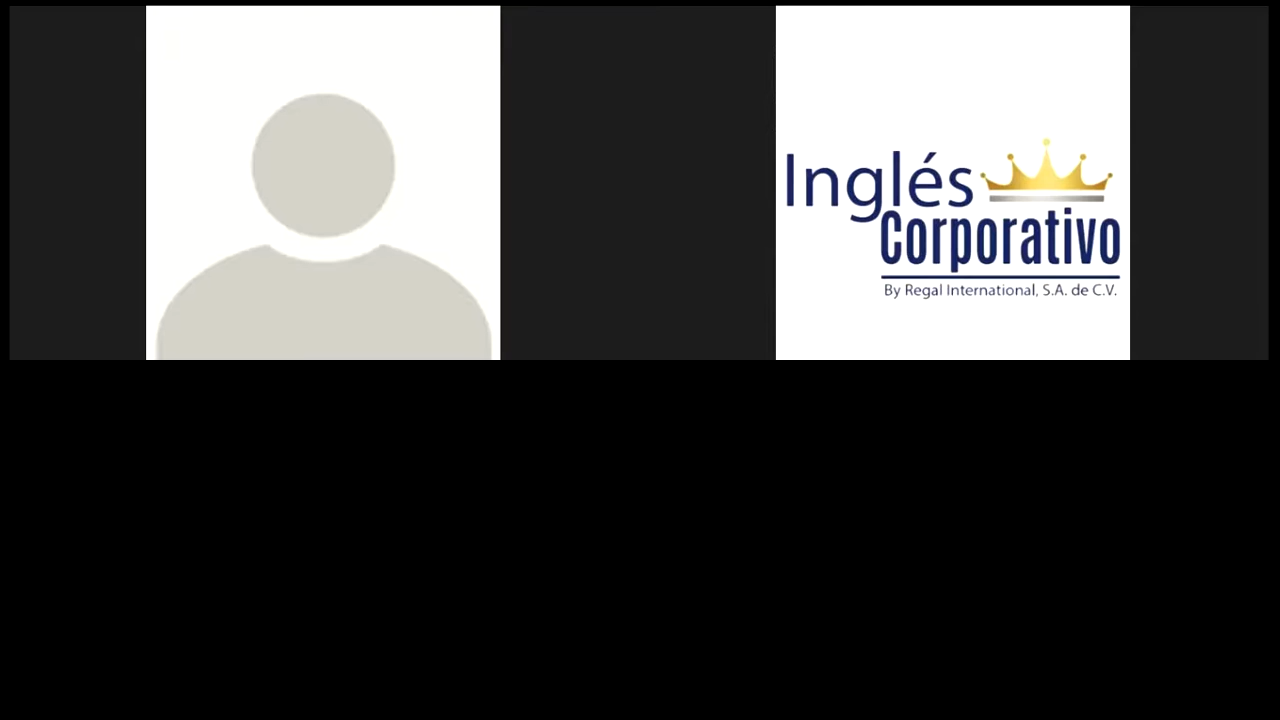 Inglés
Corporativo
By Regal International, S.A. de C.V.